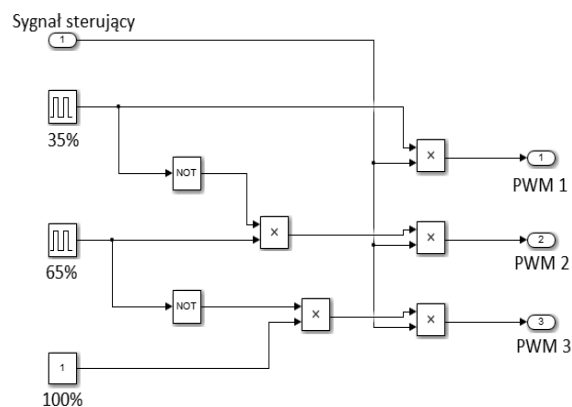 Sygnał sterujący
1
35%
×
1
PWM 1
NOT
65%
×
×
2
PWM 2
NOT
×
×
3
PWM 3
1
100%